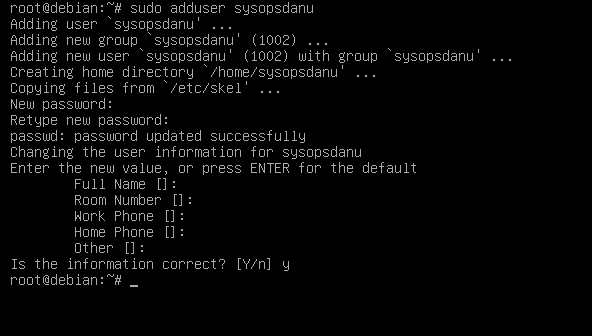 root@debian:~# sudo adduser sysopsdanu
Adding user `sysopsdanu' ...
Adding new group `sysopsdanu' (1002) ...
Adding new user `sysopsdanu' (1002) with group `sysopsdanu' ...
Creating home directory `/home/sysopsdanu' ...
Copying files from `/etc/skel' ...
New password:
Retype new password:
passwd: password updated successfully
Changing the user information for sysopsdanu
Enter the new value, or press ENTER for the default
        Full Name []:
        Room Number []:
        Work Phone []:
        Home Phone []:
        Other []:
Is the information correct? [Y/n] y
root@debian:~# _